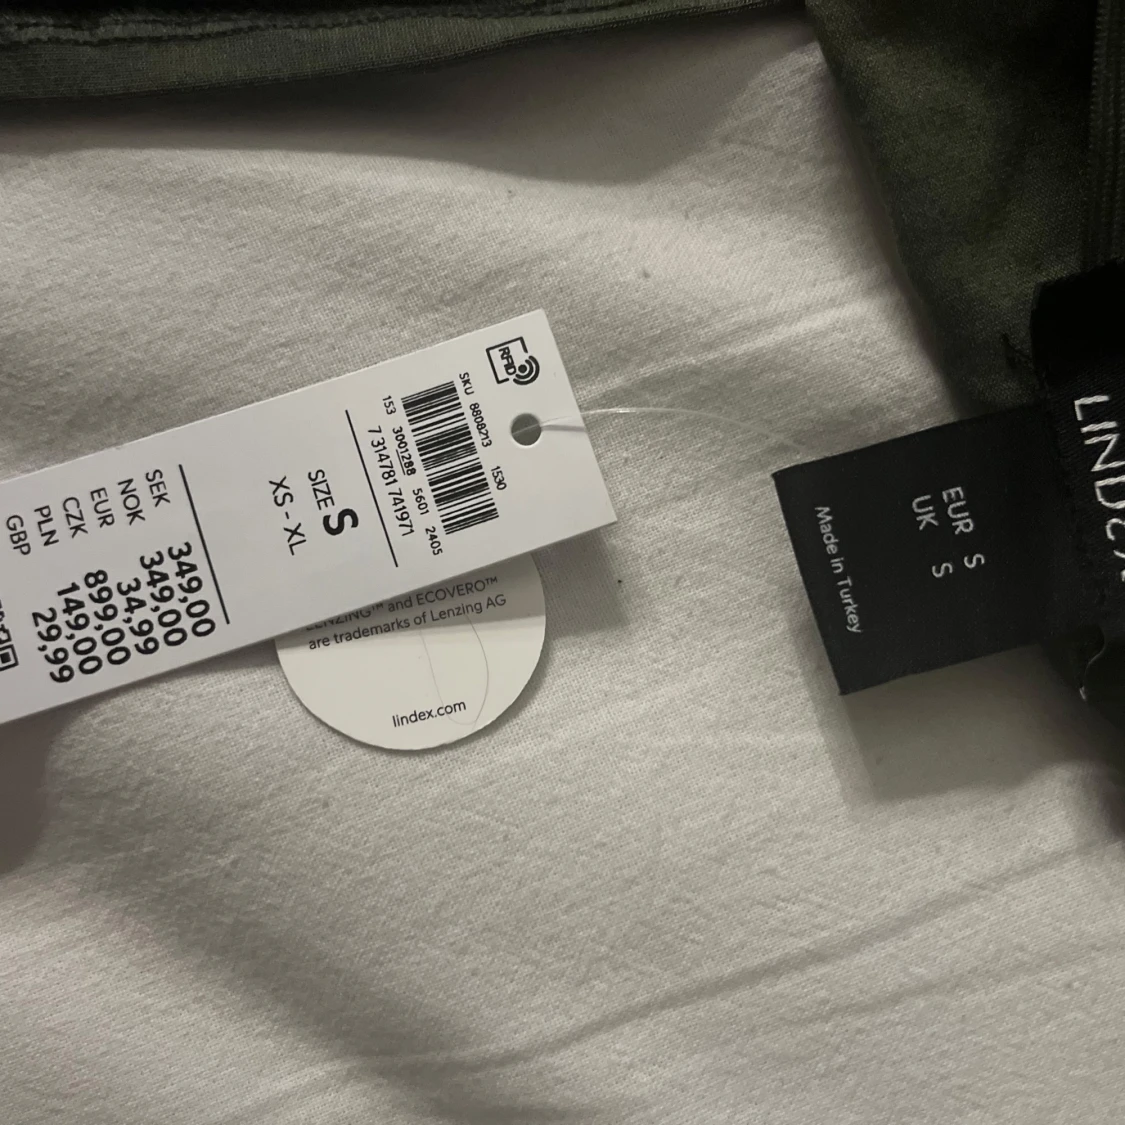 RFID
SKU 8808213 1530
153 3001288 5601 2405
7 314781 741971
SIZE S
XS - XL
SEK 349,00
NOK 349,00
EUR 34,99
CZK 899,00
PLN 149,00
GBP 29,99
LENZING™ and ECOVERO™
are trademarks of Lenzing AG
lindex.com
LINDEX
EUR S
UK S
Made in Turkey